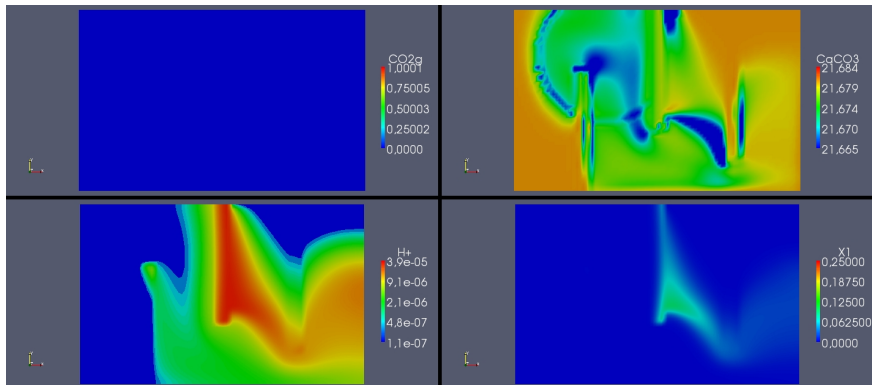 CO2g
1,0001
0,75005
0,50003
0,25002
0,0000
CaCO3
21,684
21,679
21,674
21,670
21,665
H+
3,9e-05
9,1e-06
2,1e-06
4,8e-07
1,1e-07
X1
0,25000
0,18750
0,12500
0,062500
0,0000